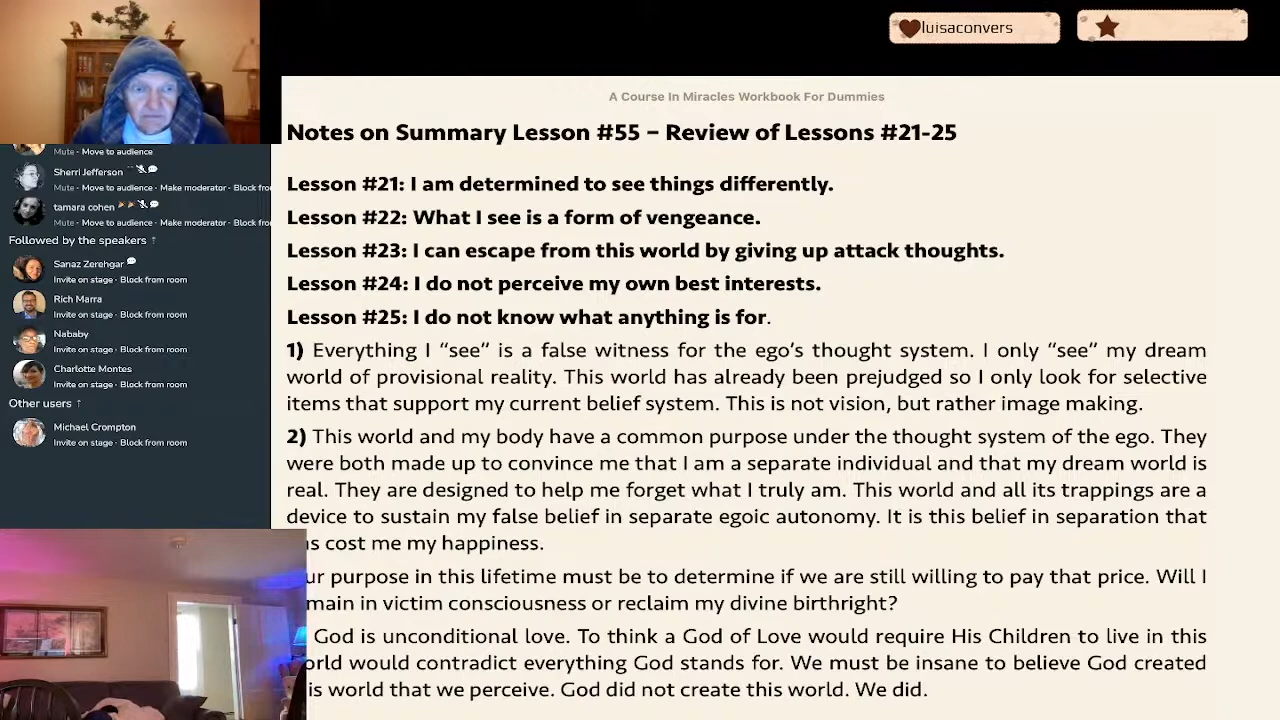 luisaconvers
A Course In Miracles Workbook For Dummies
Notes on Summary Lesson #55 – Review of Lessons #21-25
Lesson #21: I am determined to see things differently.
Lesson #22: What I see is a form of vengeance.
Lesson #23: I can escape from this world by giving up attack thoughts.
Lesson #24: I do not perceive my own best interests.
Lesson #25: I do not know what anything is for.
1) Everything I “see” is a false witness for the ego’s thought system. I only “see” my dream
world of provisional reality. This world has already been prejudged so I only look for selective
items that support my current belief system. This is not vision, but rather image making.
2) This world and my body have a common purpose under the thought system of the ego. They
were both made up to convince me that I am a separate individual and that my dream world is
real. They are designed to help me forget what I truly am. This world and all its trappings are a
device to sustain my false belief in separate egoic autonomy. It is this belief in separation that
s cost me my happiness.
ur purpose in this lifetime must be to determine if we are still willing to pay that price. Will I
main in victim consciousness or reclaim my divine birthright?
God is unconditional love. To think a God of Love would require His Children to live in this
orld would contradict everything God stands for. We must be insane to believe God created
is world that we perceive. God did not create this world. We did.
Mute · Move to audience
Sherri Jefferson
Mute · Move to audience · Make moderator · Block fro
tamara cohen
Mute · Move to audience · Make moderator · Block fro
Followed by the speakers ↑
Sanaz Zerehgar
Invite on stage · Block from room
Rich Marra
Invite on stage · Block from room
Nababy
Invite on stage · Block from room
Charlotte Montes
Invite on stage · Block from room
Other users ↑
Michael Crompton
Invite on stage · Block from room